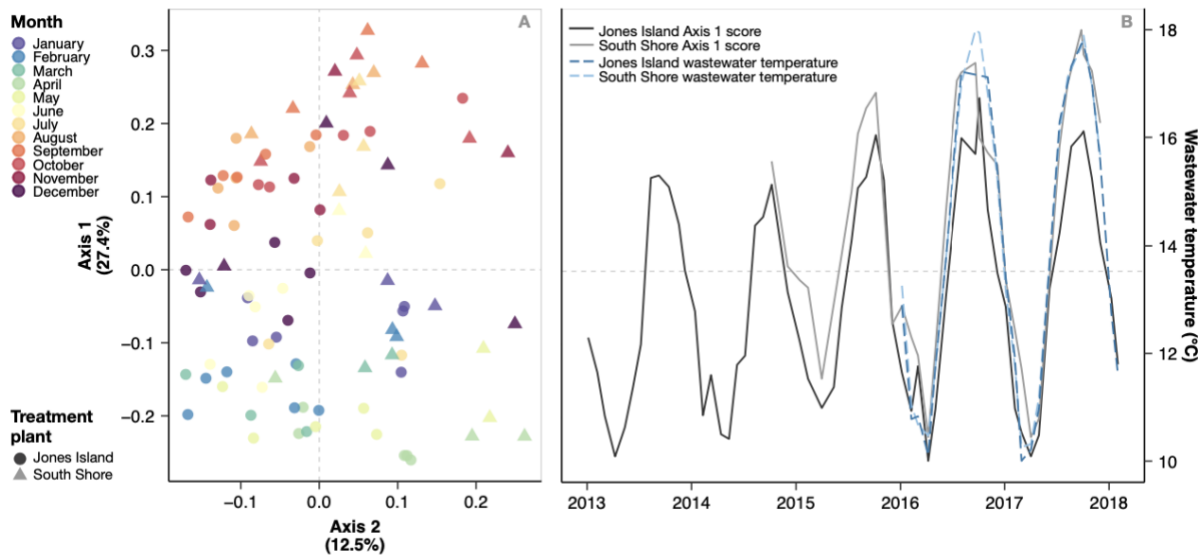 Month
January
February
March
April
May
June
July
August
September
October
November
December
Treatment
plant
Jones Island
South Shore
A
0.3
0.2
0.1
0.0
−0.1
−0.2
Axis 1
(27.4%)
−0.1
0.0
0.1
0.2
Axis 2
(12.5%)
B
Jones Island Axis 1 score
South Shore Axis 1 score
Jones Island wastewater temperature
South Shore wastewater temperature
18
16
14
12
10
Wastewater temperature (°C)
2013
2014
2015
2016
2017
2018